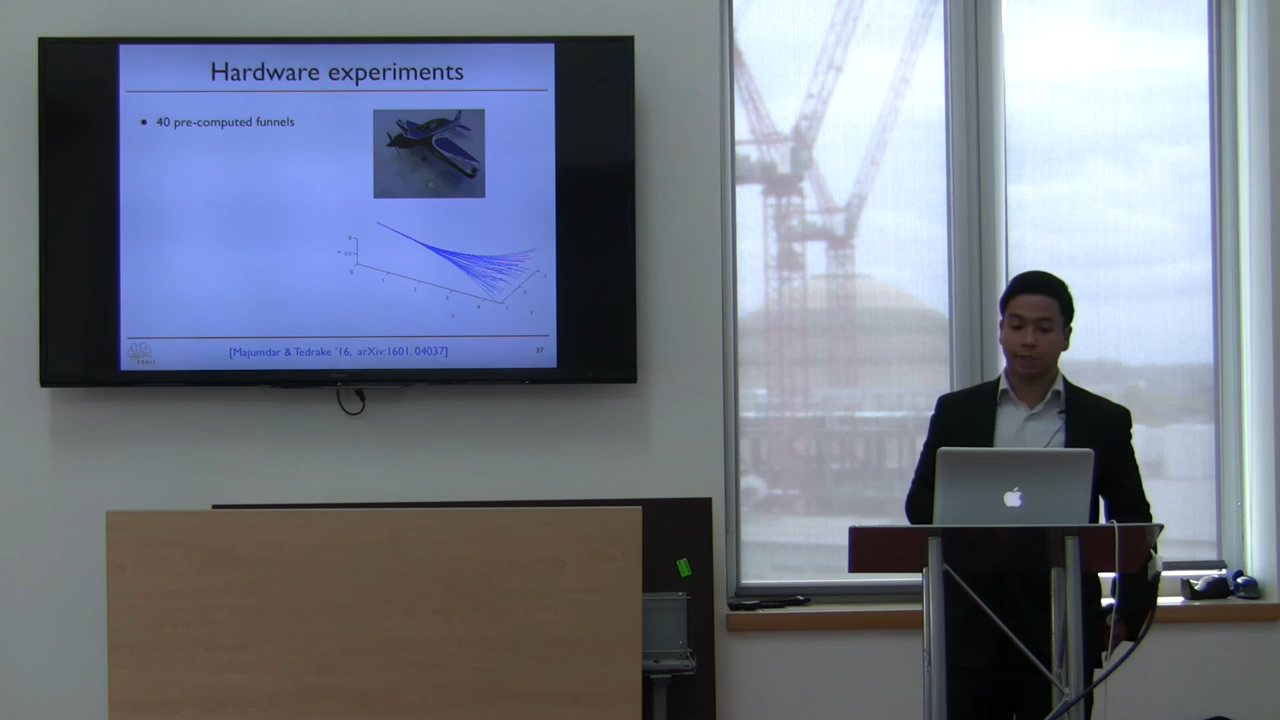 Hardware experiments
• 40 pre-computed funnels
[Majumdar & Tedrake '16, arXiv:1601.04037]
37